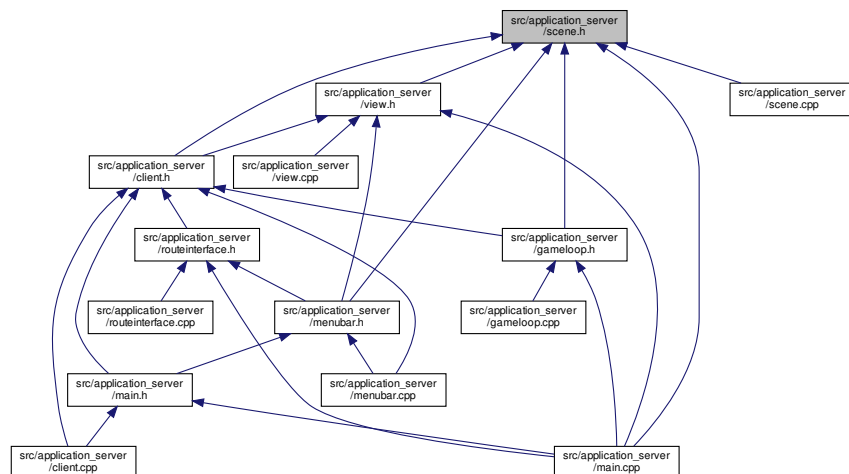 src/application_server
/scene.h
src/application_server
/view.h
src/application_server
/scene.cpp
src/application_server
/client.h
src/application_server
/view.cpp
src/application_server
/routeinterface.h
src/application_server
/gameloop.h
src/application_server
/routeinterface.cpp
src/application_server
/menubar.h
src/application_server
/gameloop.cpp
src/application_server
/main.h
src/application_server
/menubar.cpp
src/application_server
/client.cpp
src/application_server
/main.cpp